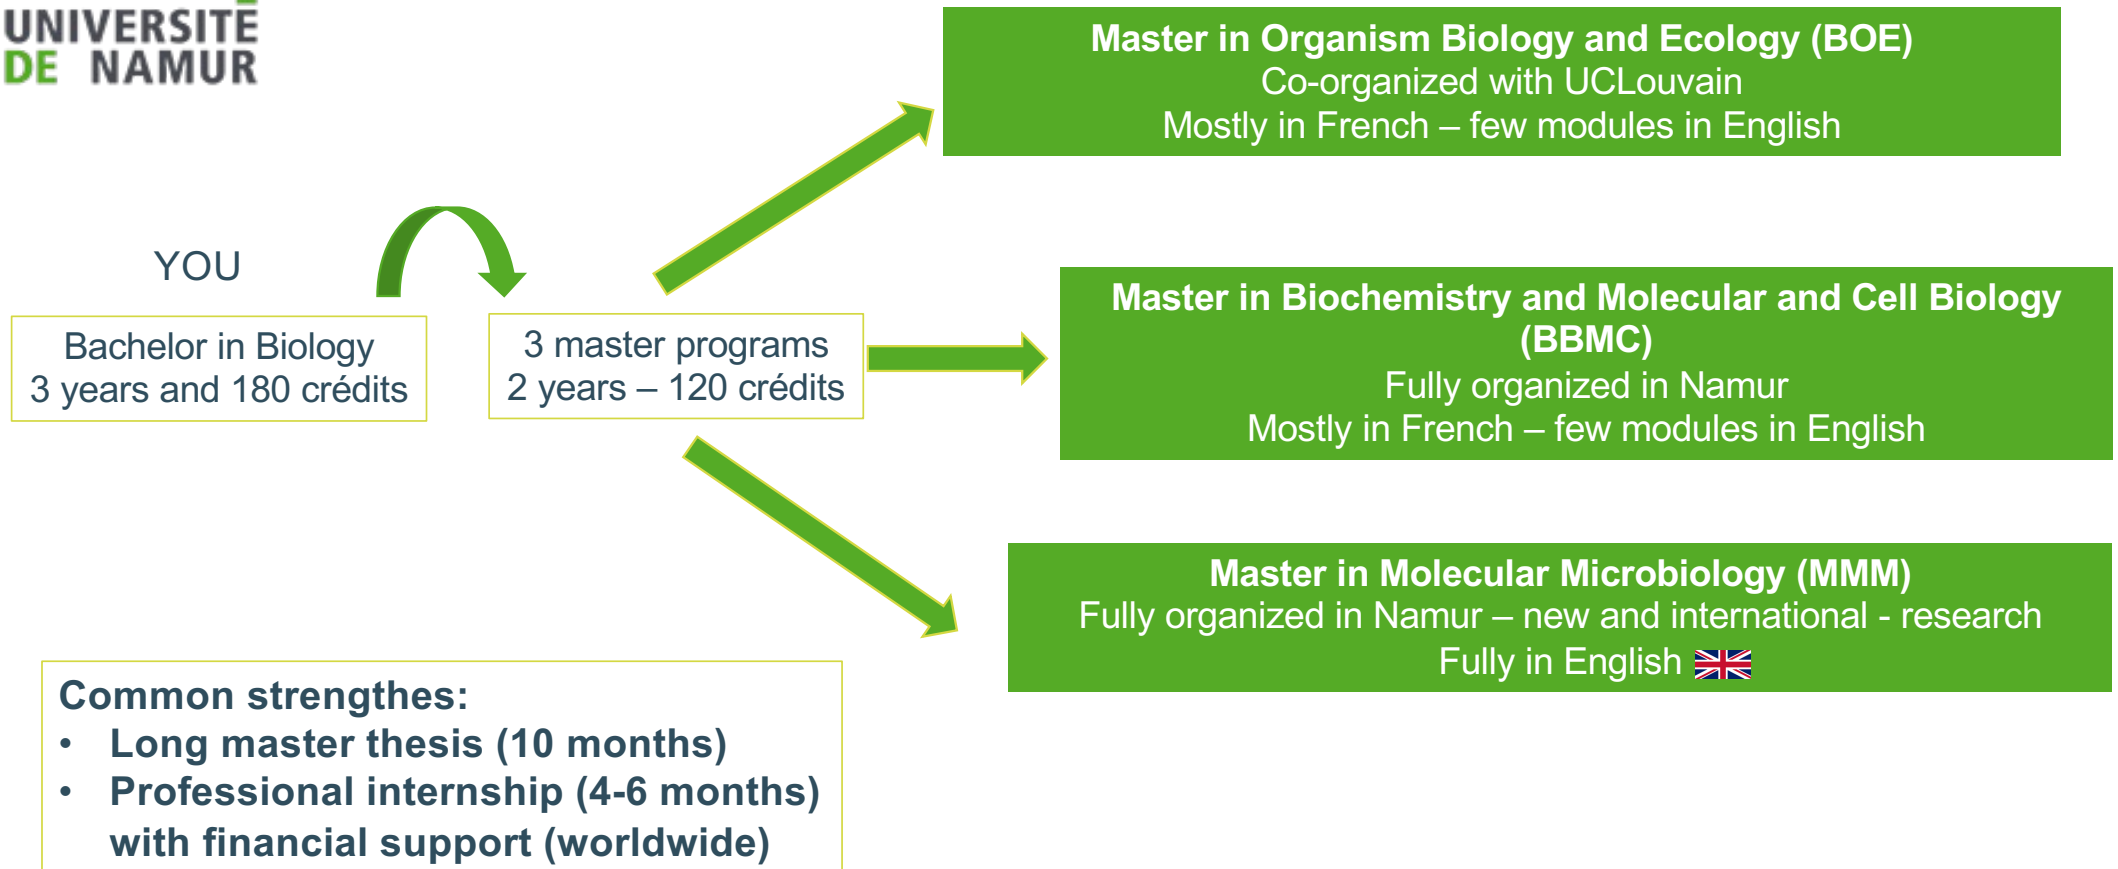 UNIVERSITÉ
DE NAMUR
Master in Organism Biology and Ecology (BOE)
Co-organized with UCLouvain
Mostly in French – few modules in English
YOU
Bachelor in Biology
3 years and 180 crédits
3 master programs
2 years – 120 crédits
Master in Biochemistry and Molecular and Cell Biology
(BBMC)
Fully organized in Namur
Mostly in French – few modules in English
Master in Molecular Microbiology (MMM)
Fully organized in Namur – new and international - research
Fully in English
Common strengthes:
• Long master thesis (10 months)
• Professional internship (4-6 months)
with financial support (worldwide)